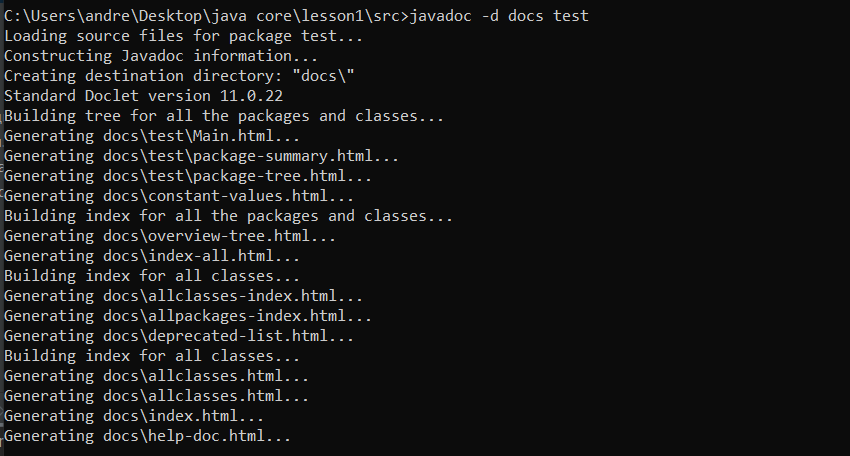 C:\Users\andre\Desktop\java core\lesson1\src>javadoc -d docs test
Loading source files for package test...
Constructing Javadoc information...
Creating destination directory: "docs\"
Standard Doclet version 11.0.22
Building tree for all the packages and classes...
Generating docs\test\Main.html...
Generating docs\test\package-summary.html...
Generating docs\test\package-tree.html...
Generating docs\constant-values.html...
Building index for all the packages and classes...
Generating docs\overview-tree.html...
Generating docs\index-all.html...
Building index for all classes...
Generating docs\allclasses-index.html...
Generating docs\allpackages-index.html...
Generating docs\deprecated-list.html...
Building index for all classes...
Generating docs\allclasses.html...
Generating docs\allclasses.html...
Generating docs\index.html...
Generating docs\help-doc.html...